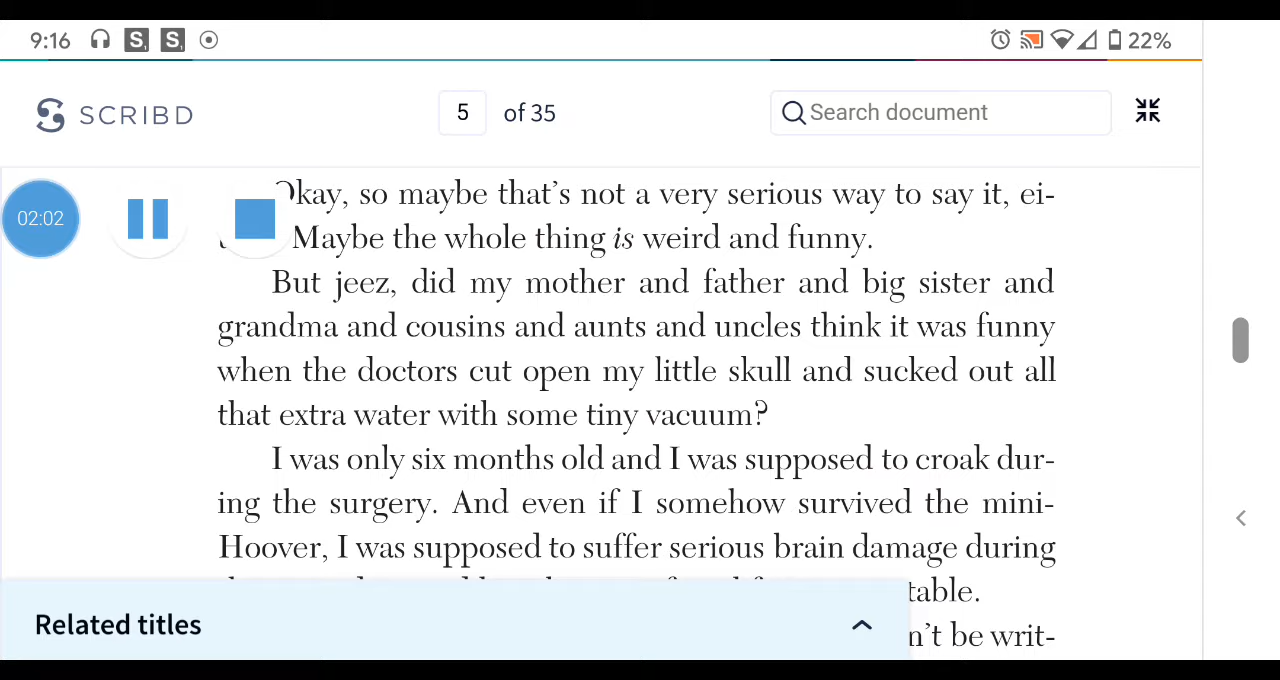 9:16 S S 22%
SCRIBD 5 of 35 Search document
02:02
Okay, so maybe that's not a very serious way to say it, ei-
Maybe the whole thing is weird and funny.
But jeez, did my mother and father and big sister and
grandma and cousins and aunts and uncles think it was funny
when the doctors cut open my little skull and sucked out all
that extra water with some tiny vacuum?
I was only six months old and I was supposed to croak dur-
ing the surgery. And even if I somehow survived the mini-
Hoover, I was supposed to suffer serious brain damage during
table.
Related titles
n't be writ-